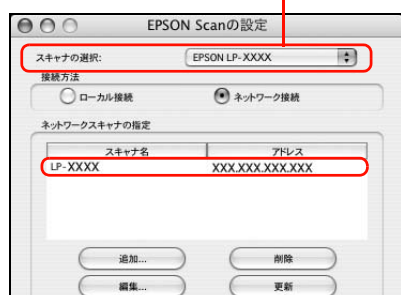 EPSON Scanの設定
スキャナの選択: EPSON LP-XXXX
接続方法
ローカル接続 ネットワーク接続
ネットワークスキャナの指定
スキャナ名 アドレス
LP-XXXX XXX.XXX.XXX.XXX
追加... 削除
編集... 更新